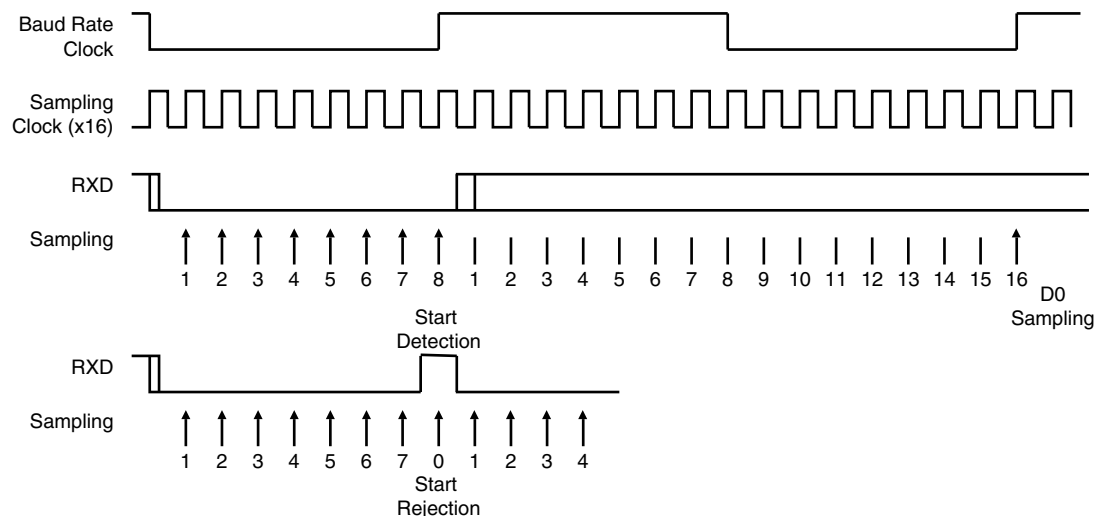 Baud Rate
Clock
Sampling
Clock (x16)
RXD
Sampling
1 2 3 4 5 6 7 8 1 2 3 4 5 6 7 8 9 10 11 12 13 14 15 16
D0
Sampling
Start
Detection
RXD
Sampling
1 2 3 4 5 6 7 0 1 2 3 4
Start
Rejection